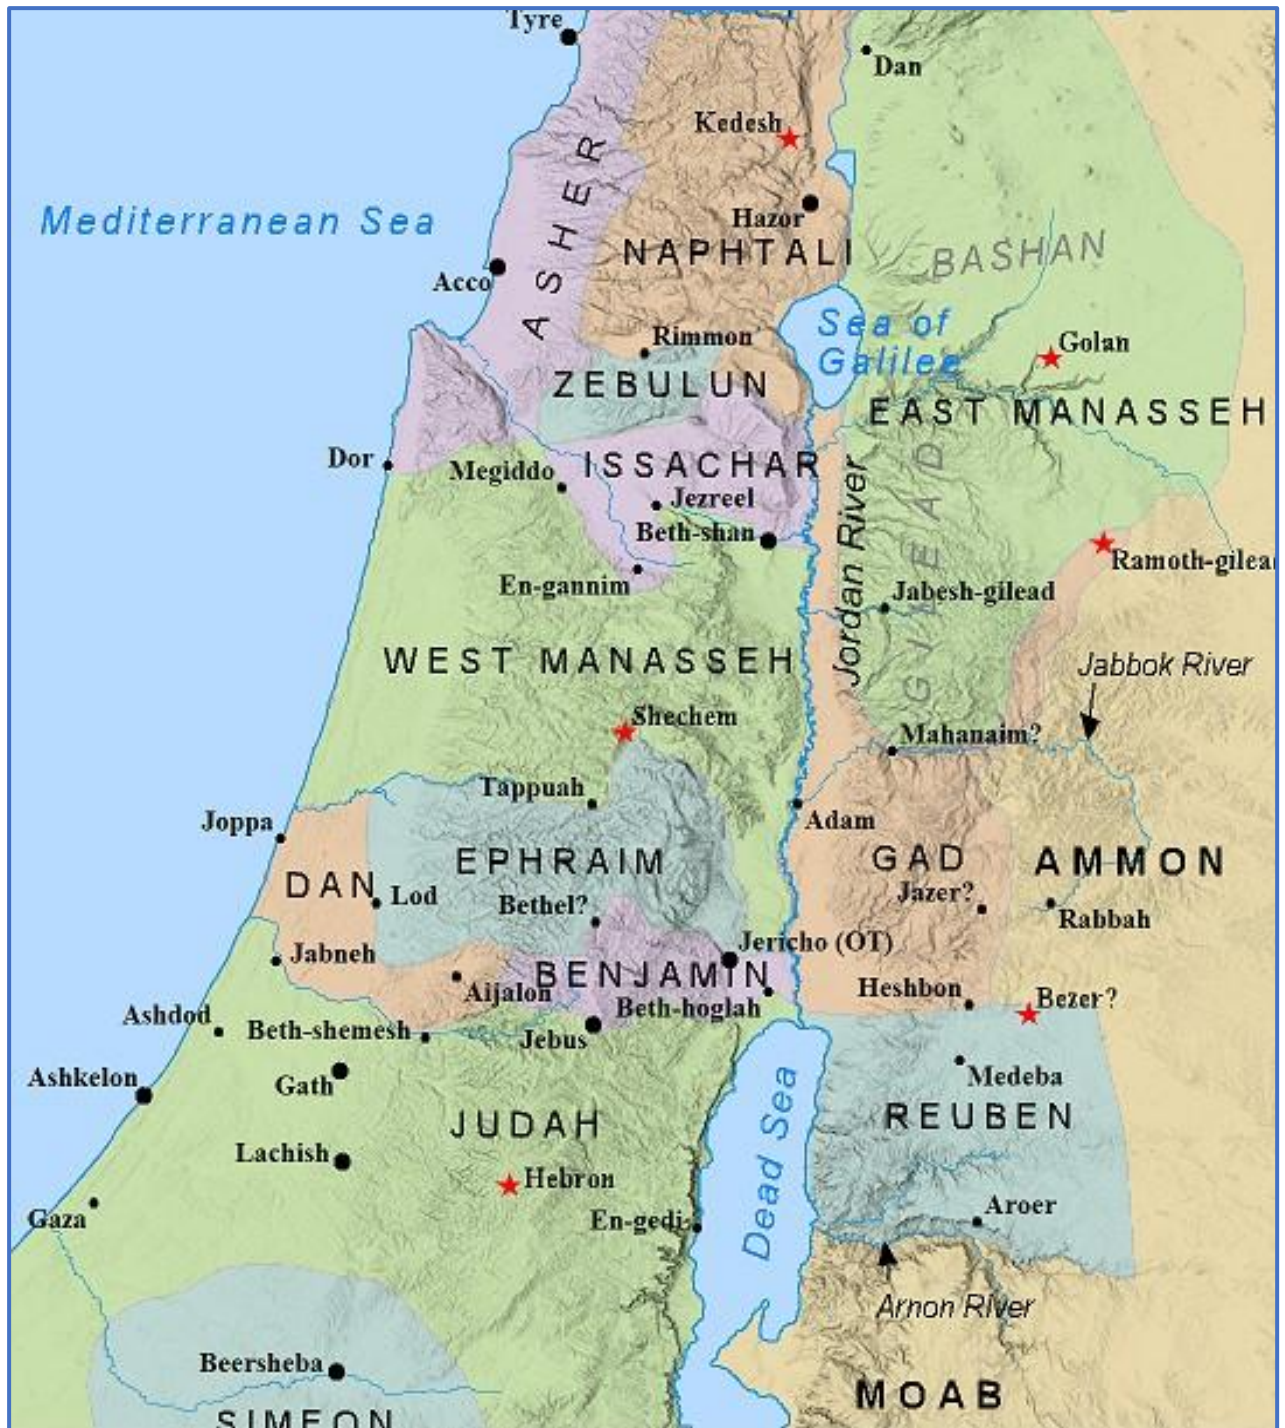 Tyre
Dan
Kedesh
ASHER
Mediterranean Sea
Hazor
NAPHTALI
BASHAN
Acco
Sea of
Galilee
Rimmon
Golan
ZEBULUN
EAST MANASSEH
Dor
Megiddo
ISSACHAR
Jezreel
Beth-shan
Jordan River
GILEAD
Ramoth-gilea
En-gannim
Jabesh-gilead
WEST MANASSEH
Jabbok River
Shechem
Mahanaim?
Tappuah
Joppa
Adam
EPHRAIM
GAD
AMMON
DAN
Lod
Jazer?
Bethel?
Rabbah
Jericho (OT)
Jabneh
BENJAMIN
Aijalon
Heshbon
Bezer?
Beth-hoglah
Ashdod
Beth-shemesh
Jebus
Ashkelon
Gath
Medeba
JUDAH
REUBEN
Lachish
Hebron
Dead Sea
Gaza
En-gedi
Aroer
Arnon River
Beersheba
MOAB
SIMEON